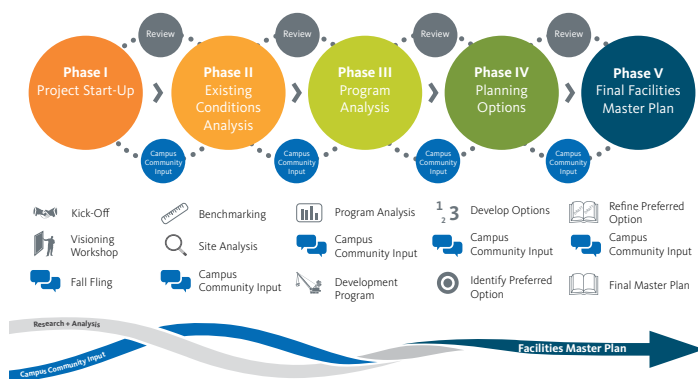 Review
Review
Review
Review
Phase I
Project Start-Up
Phase II
Existing
Conditions
Analysis
Phase III
Program
Analysis
Phase IV
Planning
Options
Phase V
Final Facilities
Master Plan
Campus
Community
Input
Campus
Community
Input
Campus
Community
Input
Campus
Community
Input
Kick-Off
Visioning
Workshop
Fall Fling
Benchmarking
Site Analysis
Campus
Community Input
Program Analysis
Campus
Community Input
Development
Program
1 2 3
Develop Options
Campus
Community Input
Identify Preferred
Option
Refine Preferred
Option
Campus
Community Input
Final Master Plan
Research + Analysis
Campus Community Input
Facilities Master Plan